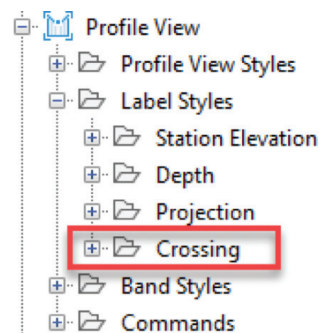 Profile View
Profile View Styles
Label Styles
Station Elevation
Depth
Projection
Crossing
Band Styles
Commands